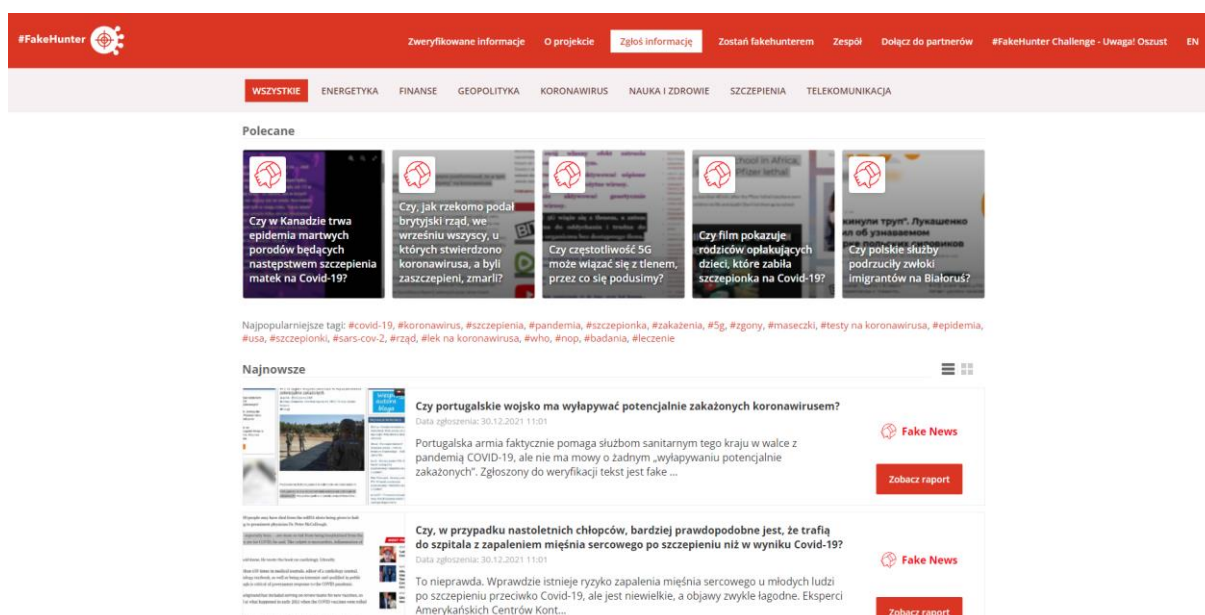 #FakeHunter
Zweryfikowane informacje O projekcie Zgłoś informację Zostań fakehunterem Zespół Dołącz do partnerów #FakeHunter Challenge - Uwaga! Oszust EN
WSZYSTKIE ENERGETYKA FINANSE GEOPOLITYKA KORONAWIRUS NAUKA I ZDROWIE SZCZEPIENIA TELEKOMUNIKACJA
Polecane
Czy w Kanadzie trwa
epidemia martwych
porodów będących
następstwem szczepienia
matek na Covid-19?
Czy, jak rzekomo podał
brytyjski rząd, we
wrześniu wszyscy, u
których stwierdzono
koronawirusa, a byli
zaszczepieni, zmarli?
Czy częstotliwość 5G
może wiązać się z tlenem,
przez co się podusimy?
Czy film pokazuje
rodziców opłakujących
dzieci, które zabiła
szczepionka na Covid-19?
Czy polskie służby
podrzuciły zwłoki
imigrantów na Białoruś?
Najpopularniejsze tagi: #covid-19, #koronawirus, #szczepienia, #pandemia, #szczepionka, #zakażenia, #5g, #zgony, #maseczki, #testy na koronawirusa, #epidemia,
#usa, #szczepionki, #sars-cov-2, #rząd, #lek na koronawirusa, #who, #nop, #badania, #leczenie
Najnowsze
Czy portugalskie wojsko ma wyłapywać potencjalnie zakażonych koronawirusem?
Data zgłoszenia: 30.12.2021 11:01
Portugalska armia faktycznie pomaga służbom sanitarnym tego kraju w walce z
pandemią COVID-19, ale nie ma mowy o żadnym „wyłapywaniu potencjalnie
zakażonych”. Zgłoszony do weryfikacji tekst jest fake ...
Fake News
Zobacz raport
Czy, w przypadku nastoletnich chłopców, bardziej prawdopodobne jest, że trafią
do szpitala z zapaleniem mięśnia sercowego po szczepieniu niż w wyniku Covid-19?
Data zgłoszenia: 30.12.2021 11:01
To nieprawda. Wprawdzie istnieje ryzyko zapalenia mięśnia sercowego u młodych ludzi
po szczepieniu przeciwko Covid-19, ale jest niewielkie, a objawy zwykle łagodne. Eksperci
Amerykańskich Centrów Kont...
Fake News
Zobacz raport